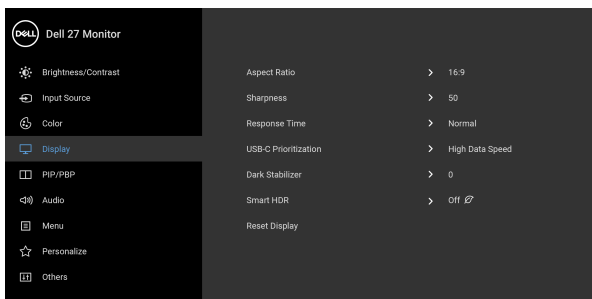 DELL Dell 27 Monitor
Brightness/Contrast
Input Source
Color
Display
PIP/PBP
Audio
Menu
Personalize
Others
Aspect Ratio > 16:9
Sharpness > 50
Response Time > Normal
USB-C Prioritization > High Data Speed
Dark Stabilizer > 0
Smart HDR > Off
Reset Display